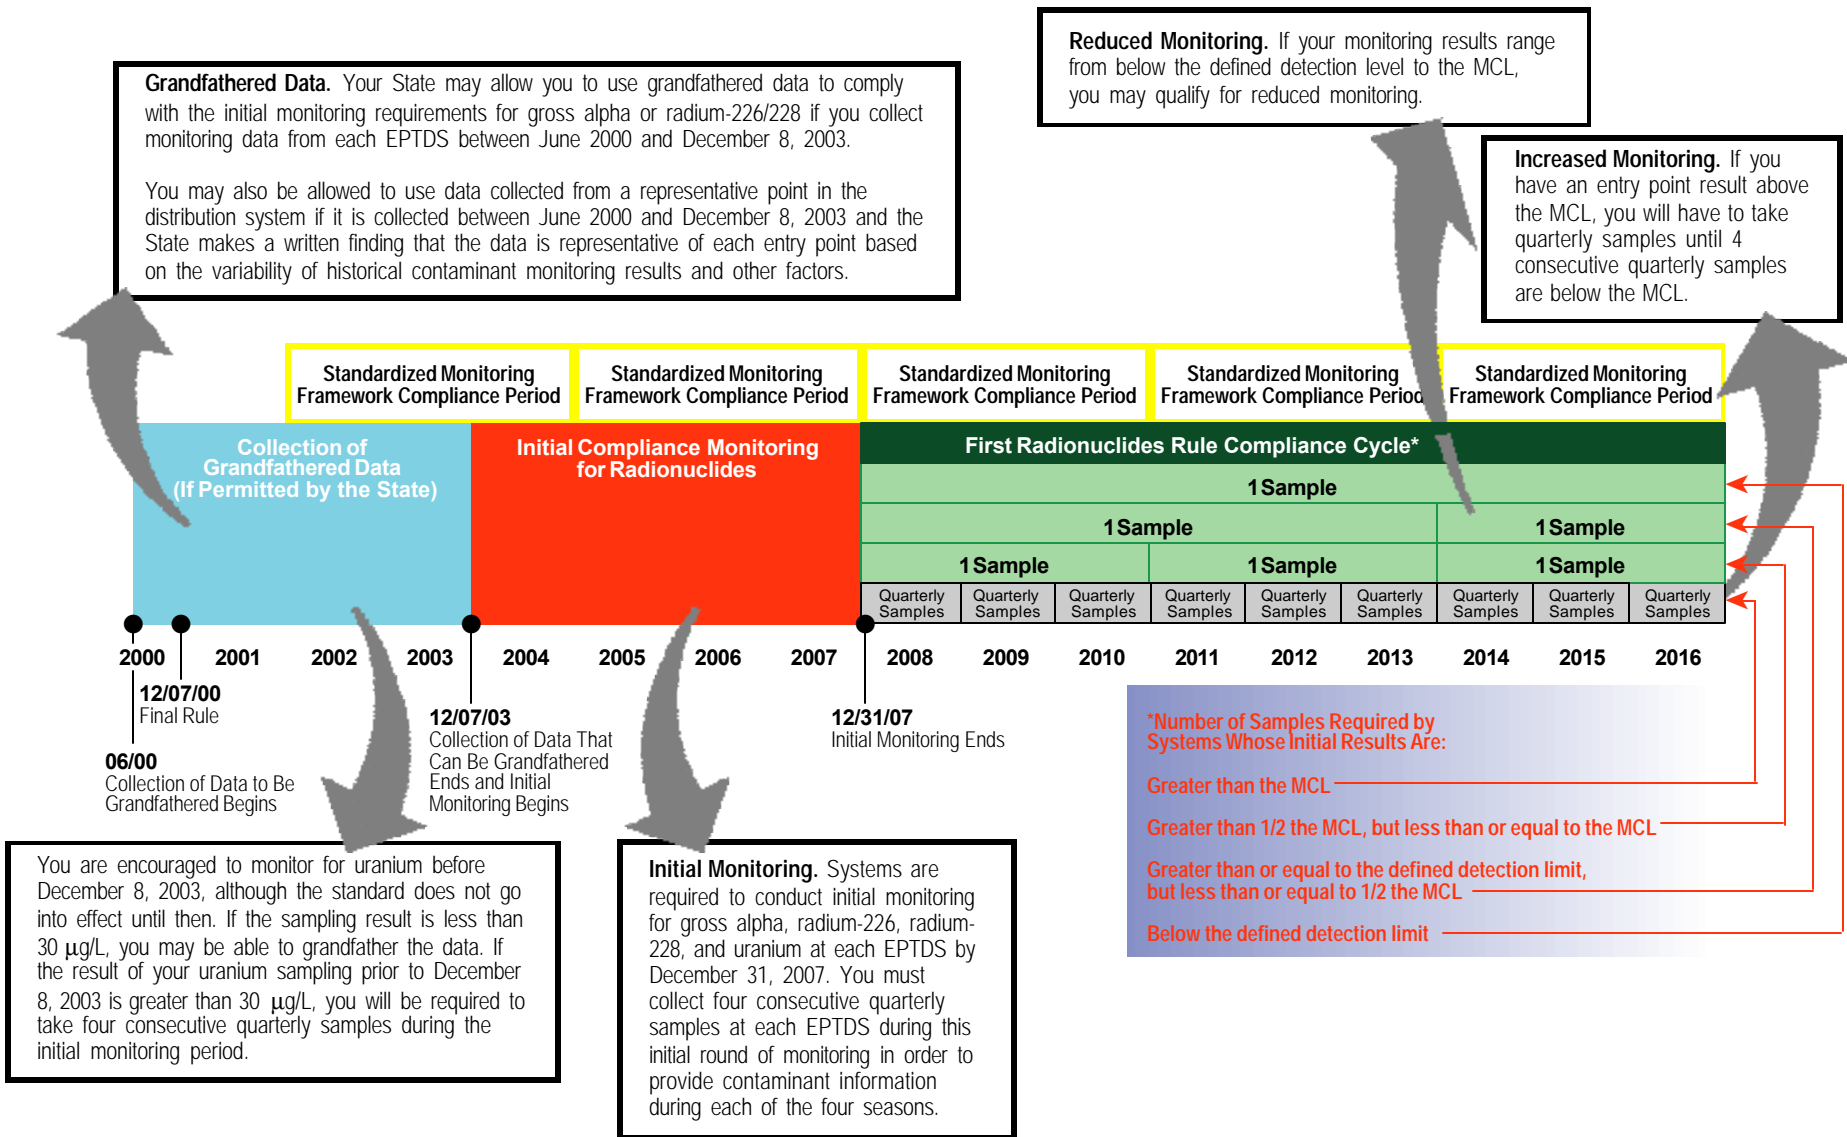 Reduced Monitoring. If your monitoring results range
from below the defined detection level to the MCL,
you may qualify for reduced monitoring.
Grandfathered Data. Your State may allow you to use grandfathered data to comply
with the initial monitoring requirements for gross alpha or radium-226/228 if you collect
monitoring data from each EPTDS between June 2000 and December 8, 2003.
You may also be allowed to use data collected from a representative point in the
distribution system if it is collected between June 2000 and December 8, 2003 and the
State makes a written finding that the data is representative of each entry point based
on the variability of historical contaminant monitoring results and other factors.
Increased Monitoring. If you
have an entry point result above
the MCL, you will have to take
quarterly samples until 4
consecutive quarterly samples
are below the MCL.
Standardized Monitoring
Framework Compliance Period
Standardized Monitoring
Framework Compliance Period
Standardized Monitoring
Framework Compliance Period
Standardized Monitoring
Framework Compliance Period
Standardized Monitoring
Framework Compliance Period
Collection of
Grandfathered Data
(If Permitted by the State)
Initial Compliance Monitoring
for Radionuclides
First Radionuclides Rule Compliance Cycle*
1 Sample
1 Sample
1 Sample
1 Sample
1 Sample
1 Sample
Quarterly
Samples
Quarterly
Samples
Quarterly
Samples
Quarterly
Samples
Quarterly
Samples
Quarterly
Samples
Quarterly
Samples
Quarterly
Samples
Quarterly
Samples
2000 2001 2002 2003 2004 2005 2006 2007 2008 2009 2010 2011 2012 2013 2014 2015 2016
12/07/00
Final Rule
06/00
Collection of Data to Be
Grandfathered Begins
12/07/03
Collection of Data That
Can Be Grandfathered
Ends and Initial
Monitoring Begins
12/31/07
Initial Monitoring Ends
*Number of Samples Required by
Systems Whose Initial Results Are:
Greater than the MCL
Greater than 1/2 the MCL, but less than or equal to the MCL
Greater than or equal to the defined detection limit,
but less than or equal to 1/2 the MCL
Below the defined detection limit
You are encouraged to monitor for uranium before
December 8, 2003, although the standard does not go
into effect until then. If the sampling result is less than
30 µg/L, you may be able to grandfather the data. If
the result of your uranium sampling prior to December
8, 2003 is greater than 30 µg/L, you will be required to
take four consecutive quarterly samples during the
initial monitoring period.
Initial Monitoring. Systems are
required to conduct initial monitoring
for gross alpha, radium-226, radium-
228, and uranium at each EPTDS by
December 31, 2007. You must
collect four consecutive quarterly
samples at each EPTDS during this
initial round of monitoring in order to
provide contaminant information
during each of the four seasons.